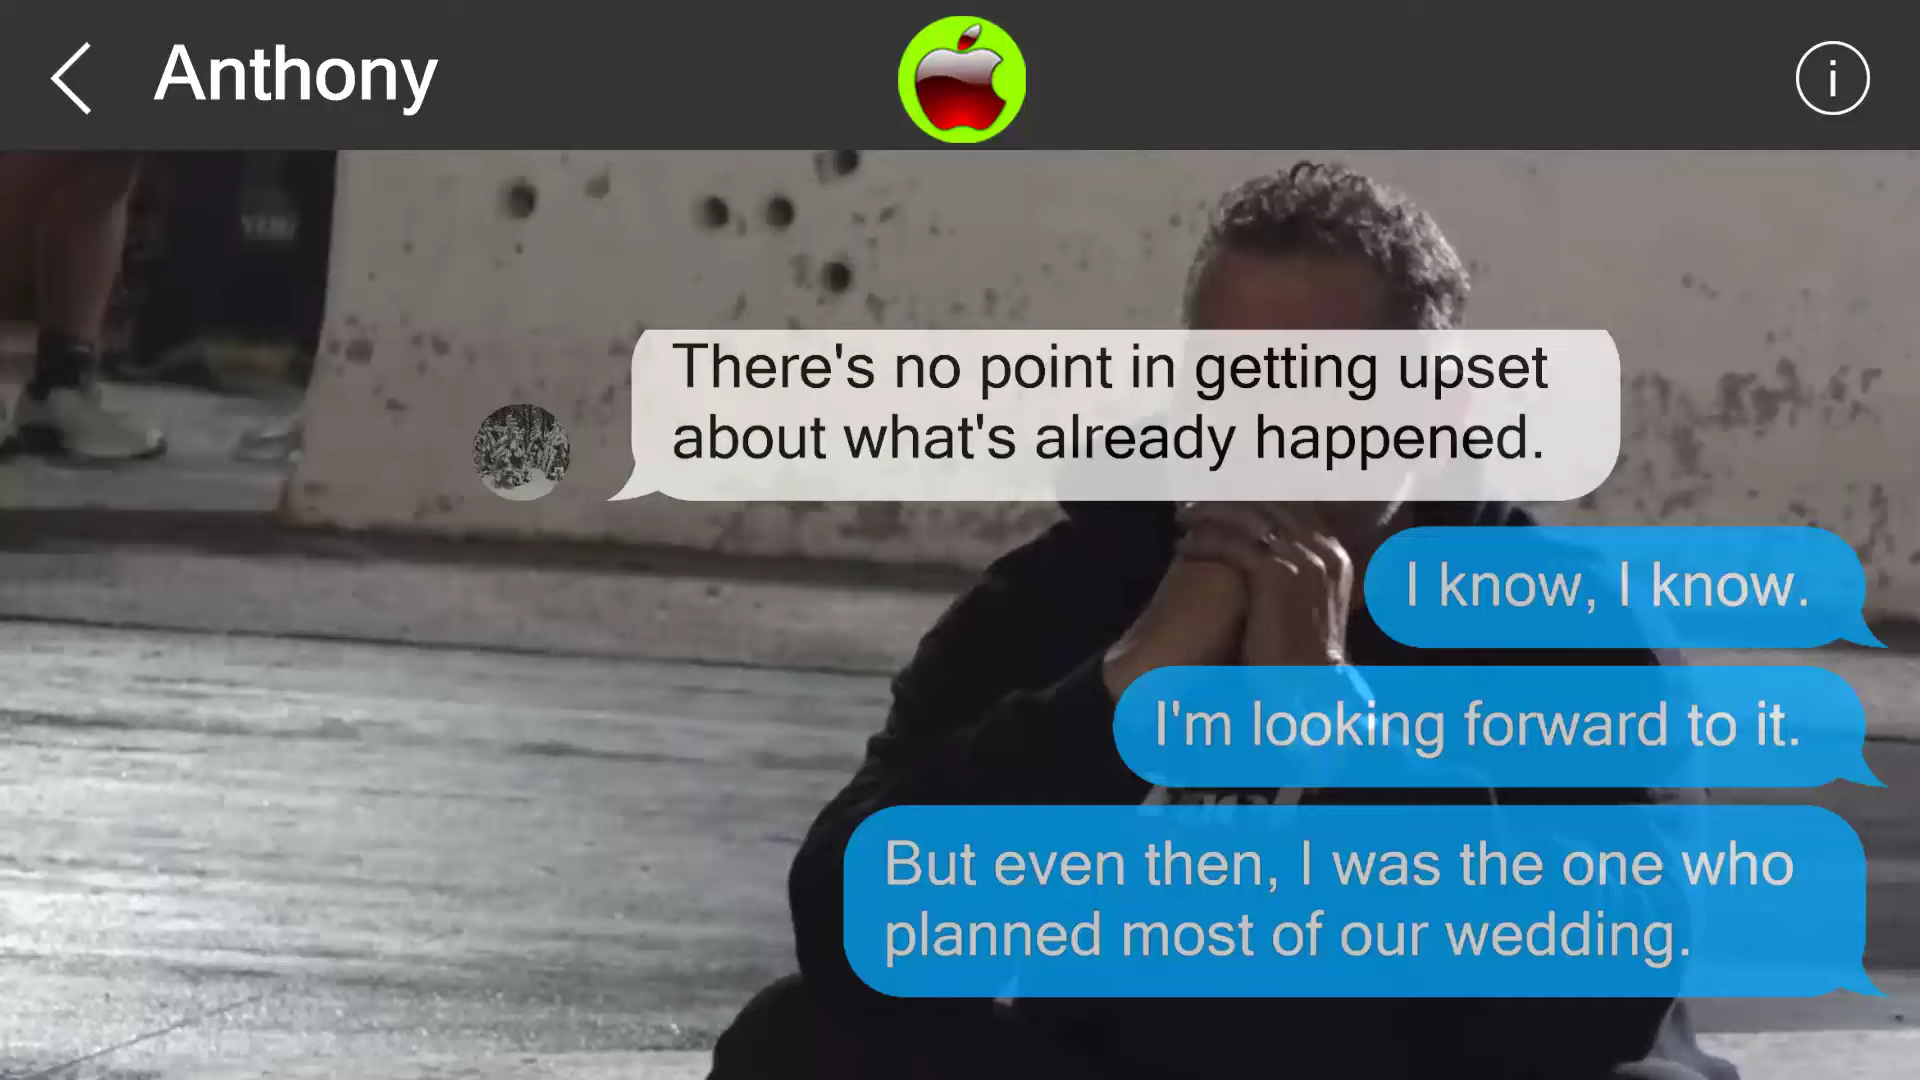 Anthony
There's no point in getting upset
about what's already happened.
I know, I know.
I'm looking forward to it.
But even then, I was the one who
planned most of our wedding.